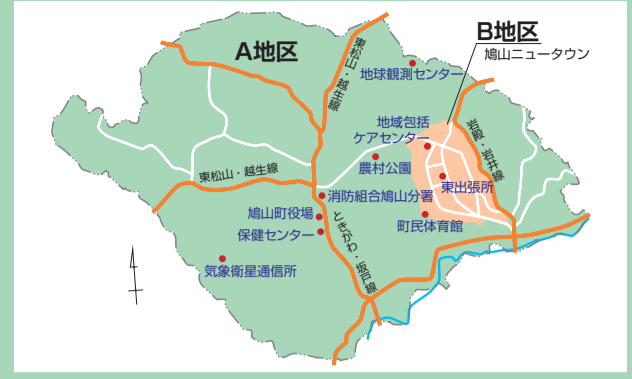 A地区
B地区
鳩山ニュータウン
東松山・越生線
地球観測センター
地域包括
ケアセンター
岩殿・岩井線
農村公園
東松山・越生線
東出張所
消防組合鳩山分署
鳩山町役場
町民体育館
保健センター
ときがわ・坂戸線
気象衛星通信所